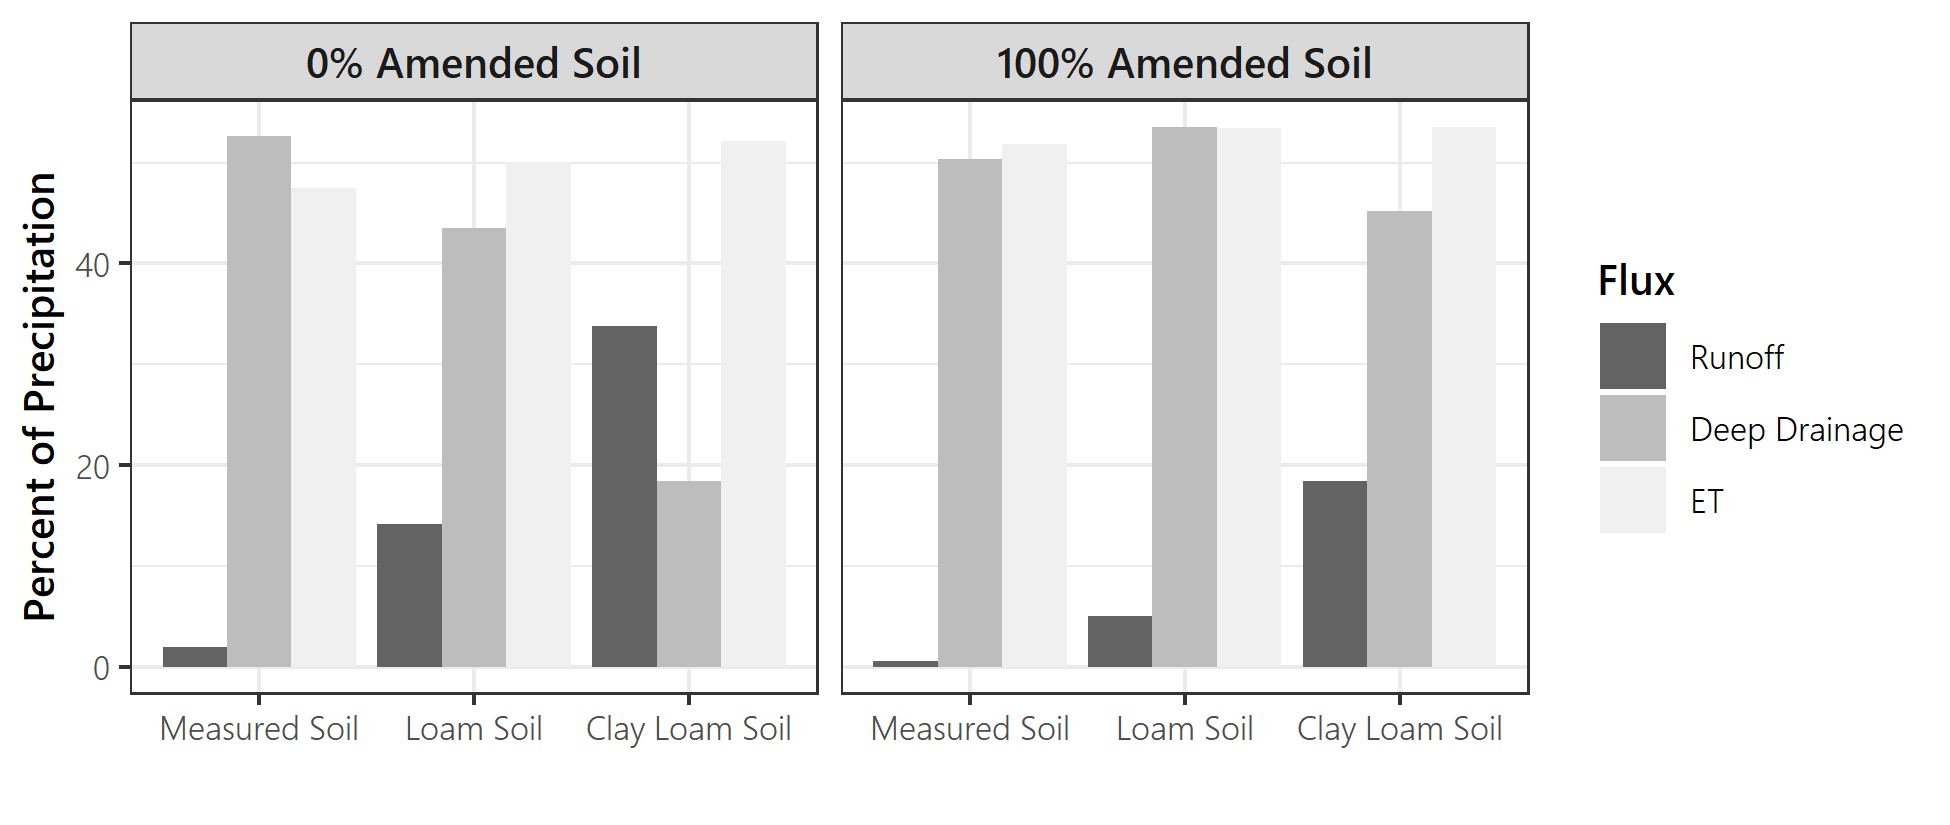 0% Amended Soil
100% Amended Soil
Percent of Precipitation
40
20
0
Measured Soil
Loam Soil
Clay Loam Soil
Measured Soil
Loam Soil
Clay Loam Soil
Flux
Runoff
Deep Drainage
ET